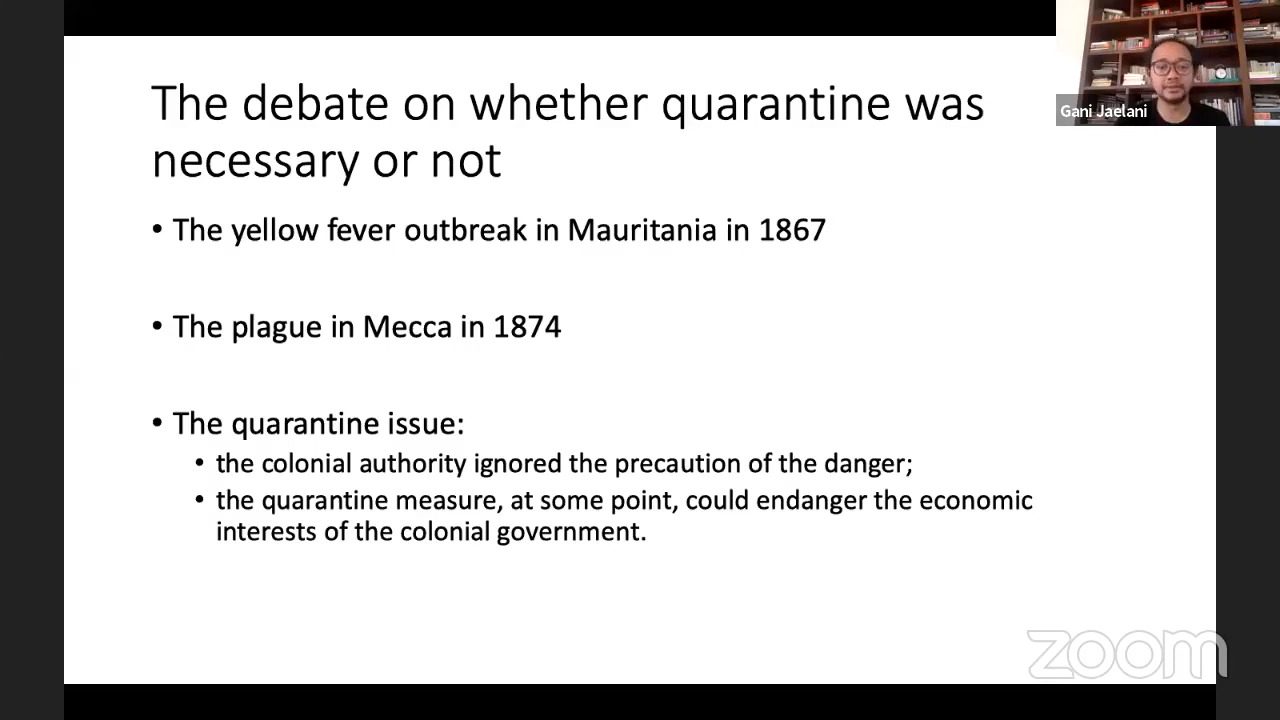 The debate on whether quarantine was
necessary or not
• The yellow fever outbreak in Mauritania in 1867
• The plague in Mecca in 1874
• The quarantine issue:
• the colonial authority ignored the precaution of the danger;
• the quarantine measure, at some point, could endanger the economic
interests of the colonial government.
Gani Jaelani
zoom